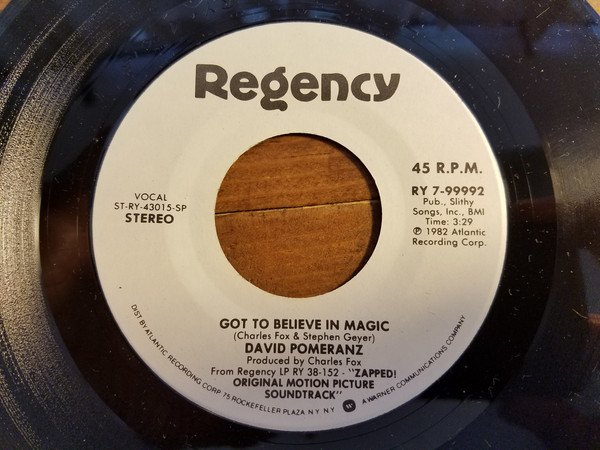 Regency
45 R.P.M.
RY 7-99992
Pub., Slithy
Songs, Inc., BMI
Time: 3:29
℗ 1982 Atlantic
Recording Corp.
VOCAL
ST-RY-43015-SP
STEREO
GOT TO BELIEVE IN MAGIC
(Charles Fox & Stephen Geyer)
DAVID POMERANZ
Produced by Charles Fox
From Regency LP RY 38-152 - "ZAPPED!
ORIGINAL MOTION PICTURE
SOUNDTRACK"
DIST BY ATLANTIC RECORDING CORP 75 ROCKEFELLER PLAZA N Y N Y W A WARNER COMMUNICATIONS COMPANY